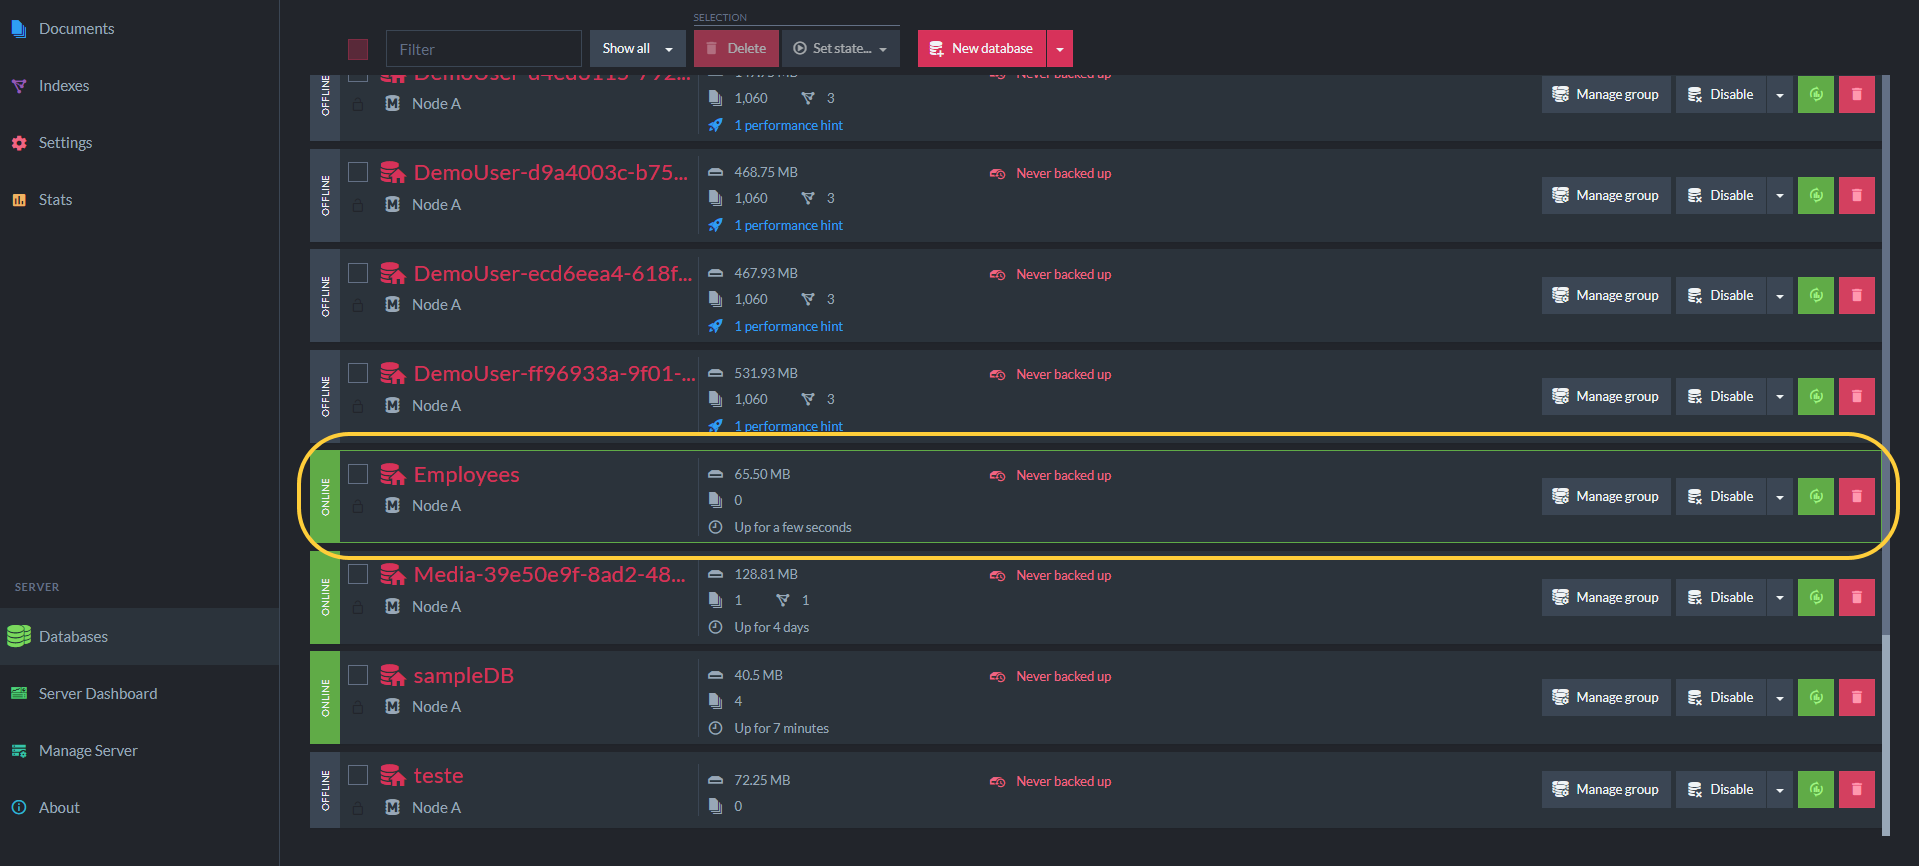 Documents
Indexes
Settings
Stats
SERVER
Databases
Server Dashboard
Manage Server
About
SELECTION
Filter
Show all
Delete
Set state...
New database
OFFLINE
Node A
1,060
3
1 performance hint
Never backed up
Manage group
Disable
OFFLINE
DemoUser-d9a4003c-b75...
Node A
468.75 MB
1,060
3
1 performance hint
Never backed up
Manage group
Disable
OFFLINE
DemoUser-ecd6eea4-618f...
Node A
467.93 MB
1,060
3
1 performance hint
Never backed up
Manage group
Disable
OFFLINE
DemoUser-ff96933a-9f01-...
Node A
531.93 MB
1,060
3
1 performance hint
Never backed up
Manage group
Disable
ONLINE
Employees
Node A
65.50 MB
0
Up for a few seconds
Never backed up
Manage group
Disable
ONLINE
Media-39e50e9f-8ad2-48...
Node A
128.81 MB
1
1
Up for 4 days
Never backed up
Manage group
Disable
ONLINE
sampleDB
Node A
40.5 MB
4
Up for 7 minutes
Never backed up
Manage group
Disable
OFFLINE
teste
Node A
72.25 MB
0
Never backed up
Manage group
Disable